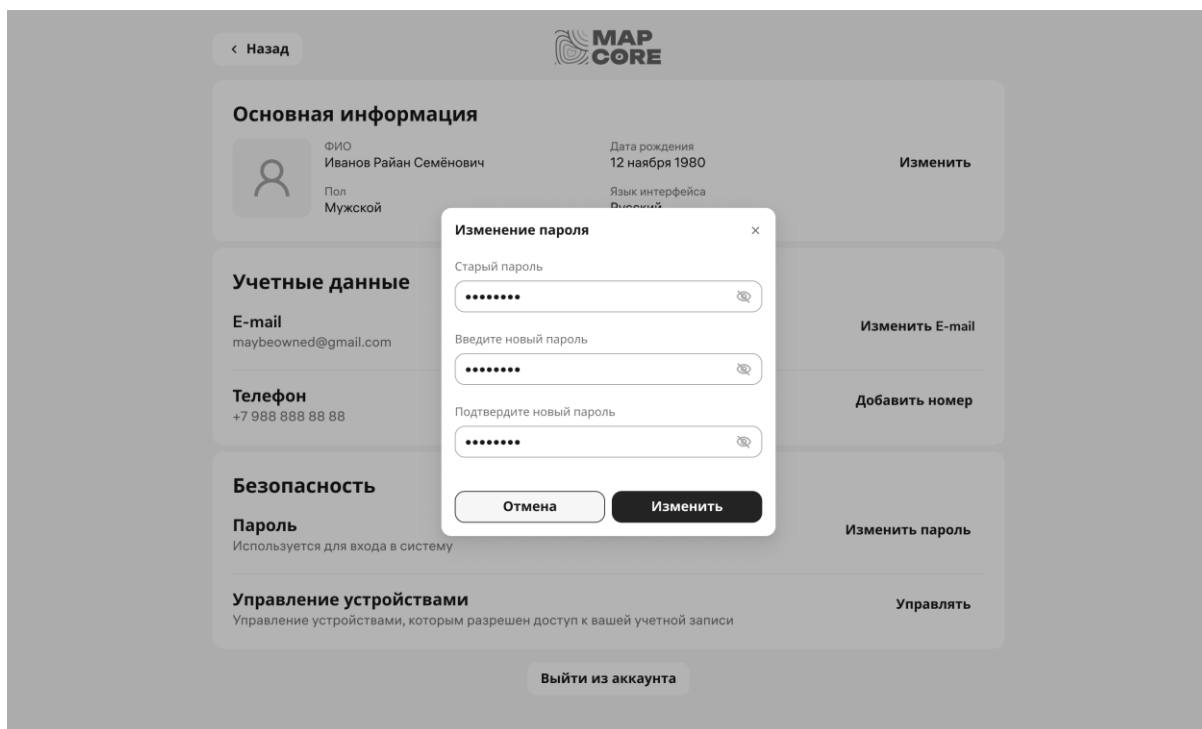 ‹ Назад
MAP
CORE
Основная информация
ФИО
Иванов Райан Семёнович
Дата рождения
12 наября 1980
Изменить
Пол
Мужской
Язык интерфейса
Русский
Изменение пароля
×
Старый пароль
••••••••
Введите новый пароль
••••••••
Подтвердите новый пароль
••••••••
Отмена
Изменить
Учетные данные
E-mail
maybeowned@gmail.com
Изменить E-mail
Телефон
+7 988 888 88 88
Добавить номер
Безопасность
Пароль
Используется для входа в систему
Изменить пароль
Управление устройствами
Управление устройствами, которым разрешен доступ к вашей учетной записи
Управлять
Выйти из аккаунта